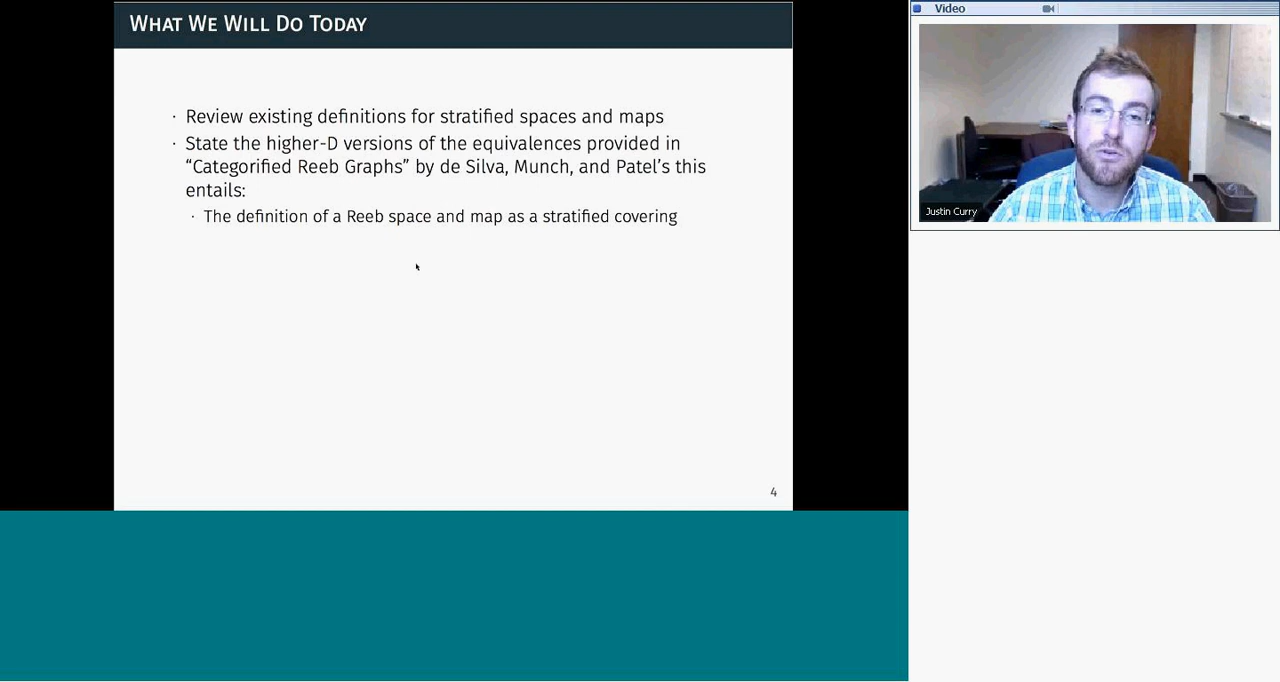 WHAT WE WILL DO TODAY
· Review existing definitions for stratified spaces and maps
· State the higher-D versions of the equivalences provided in
“Categorified Reeb Graphs” by de Silva, Munch, and Patel’s this
entails:
· The definition of a Reeb space and map as a stratified covering
4
Video
Justin Curry